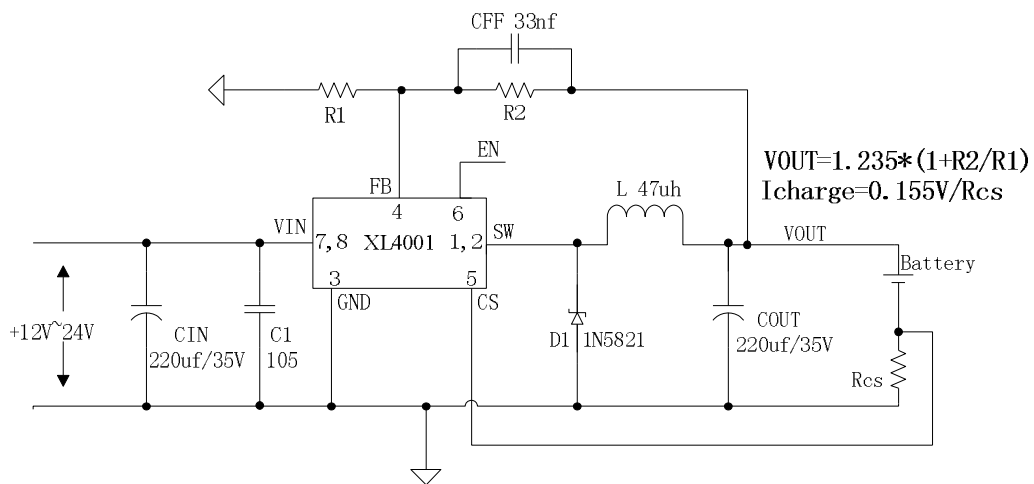 CFF 33nf
R1
R2
EN
VOUT=1.235*(1+R2/R1)
Icharge=0.155V/Rcs
FB
4
6
L 47uh
VIN
7,8
XL4001
1,2
SW
VOUT
3
5
Battery
GND
CS
+12V~24V
CIN
220uf/35V
C1
105
D1
1N5821
COUT
220uf/35V
Rcs